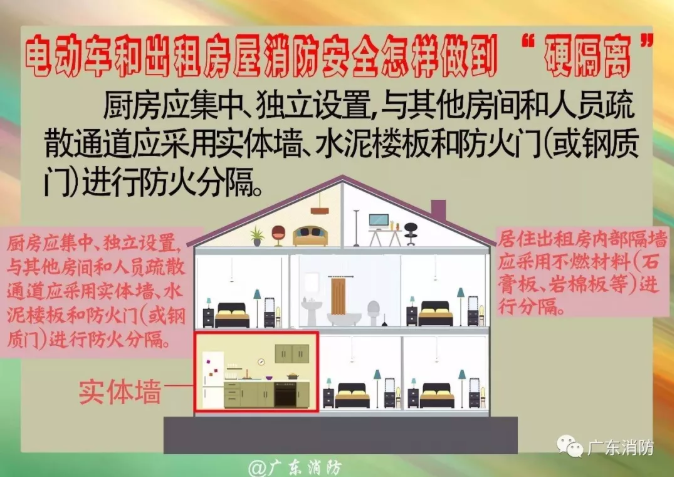 电动车和出租房屋消防安全怎样做到“硬隔离”
厨房应集中、独立设置,与其他房间和人员疏
散通道应采用实体墙、水泥楼板和防火门(或钢质
门)进行防火分隔。
厨房应集中、独立设置,
与其他房间和人员疏散
通道应采用实体墙、水
泥楼板和防火门(或钢
质门)进行防火分隔。
居住出租房内部隔墙
应采用不燃材料(石
膏板、岩棉板等)进
行分隔。
实体墙
广东消防
@广东消防